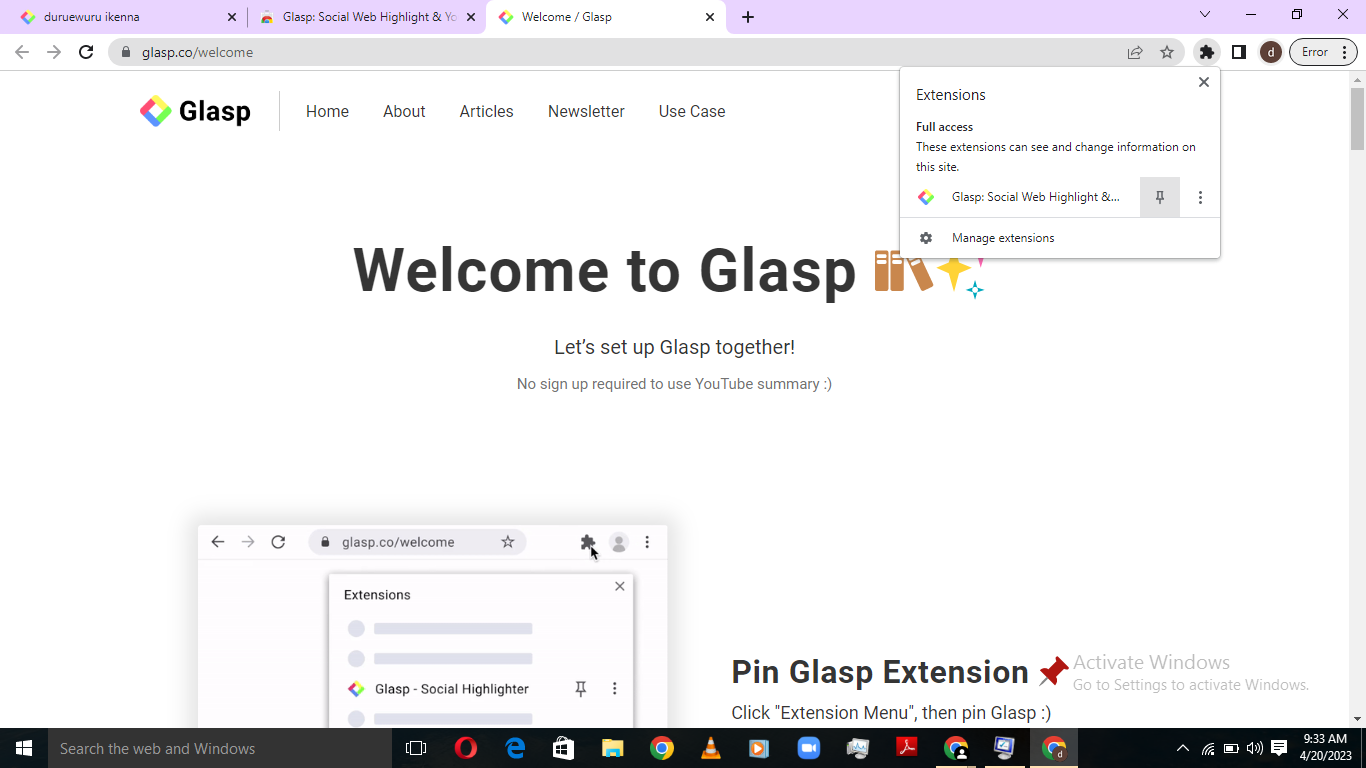 duruewuru ikenna
Glasp: Social Web Highlight & Yo
Welcome / Glasp
glasp.co/welcome
d
Error
Glasp
Home
About
Articles
Newsletter
Use Case
Extensions
Full access
These extensions can see and change information on
this site.
Glasp: Social Web Highlight &...
Manage extensions
Welcome to Glasp
Let’s set up Glasp together!
No sign up required to use YouTube summary :)
glasp.co/welcome
Extensions
Glasp - Social Highlighter
Pin Glasp Extension
Click "Extension Menu", then pin Glasp :)
Activate Windows
Go to Settings to activate Windows.
Search the web and Windows
d
9:33 AM
4/20/2023